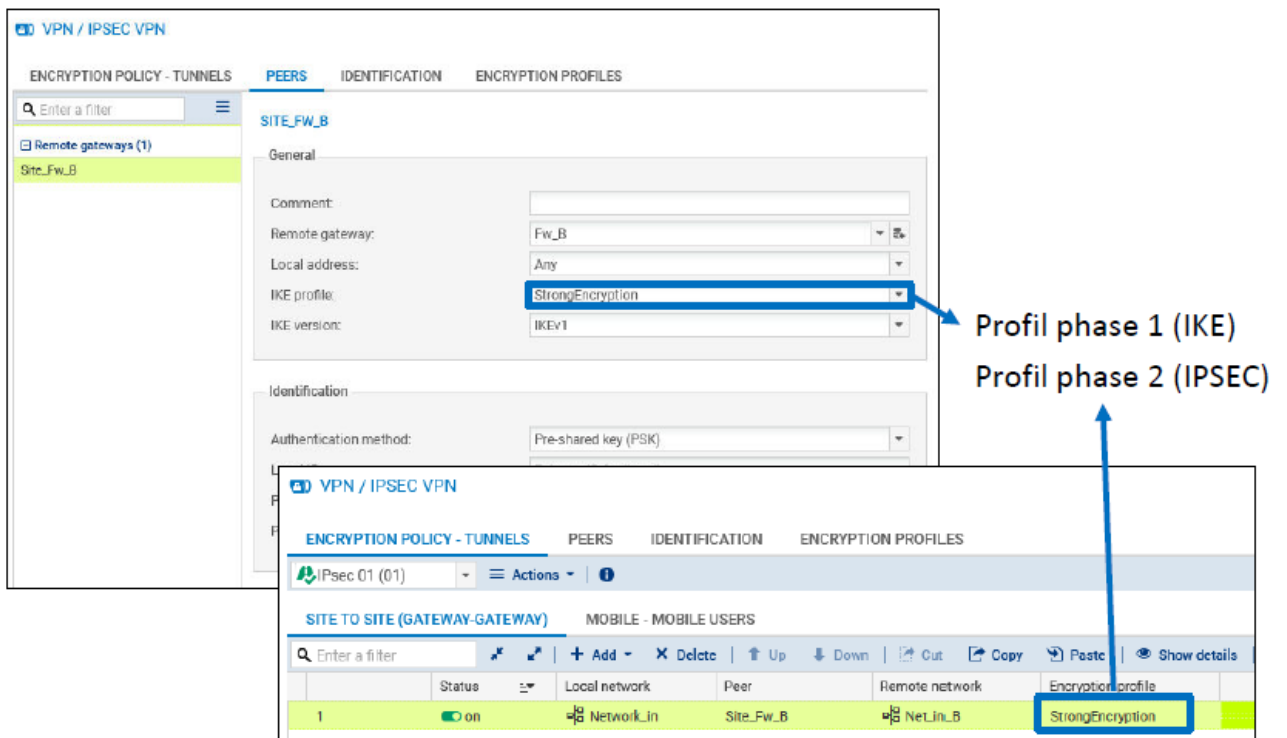 VPN / IPSEC VPN
ENCRYPTION POLICY - TUNNELS PEERS IDENTIFICATION ENCRYPTION PROFILES
Enter a filter
SITE_FW_B
Remote gateways (1)
General
Site_Fw_B
Comment:
Remote gateway: Fw_B
Local address: Any
IKE profile: StrongEncryption
IKE version: IKEv1
Profil phase 1 (IKE)
Profil phase 2 (IPSEC)
Identification
Authentication method: Pre-shared key (PSK)
VPN / IPSEC VPN
ENCRYPTION POLICY - TUNNELS PEERS IDENTIFICATION ENCRYPTION PROFILES
IPsec 01 (01) Actions
SITE TO SITE (GATEWAY-GATEWAY) MOBILE - MOBILE USERS
Enter a filter + Add Delete Up Down Cut Copy Paste Show details
Status Local network Peer Remote network Encryption profile
1 on Network_in Site_Fw_B Net_in_B StrongEncryption